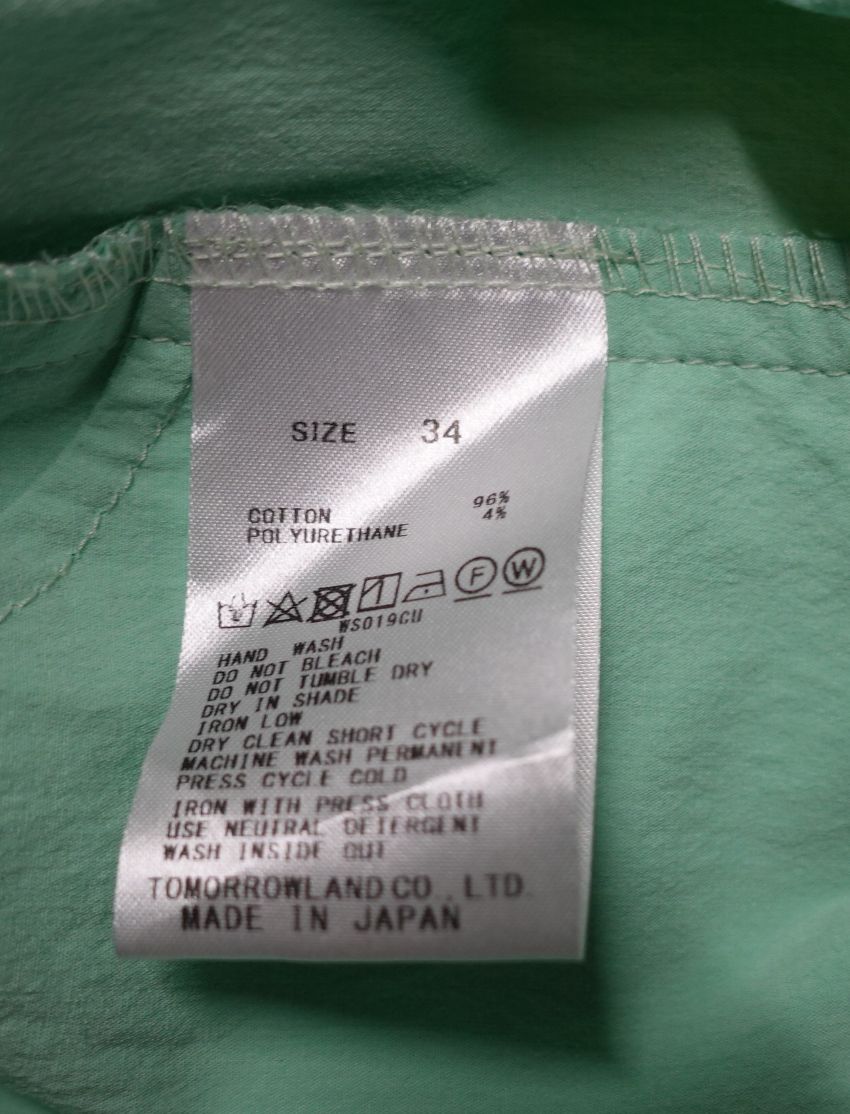 SIZE 34
COTTON 96%
POLYURETHANE 4%
F W
WS019CU
HAND WASH
DO NOT BLEACH
DO NOT TUMBLE DRY
DRY IN SHADE
IRON LOW
DRY CLEAN SHORT CYCLE
MACHINE WASH PERMANENT
PRESS CYCLE COLD
IRON WITH PRESS CLOTH
USE NEUTRAL DETERGENT
WASH INSIDE OUT
TOMORROWLAND CO., LTD.
MADE IN JAPAN